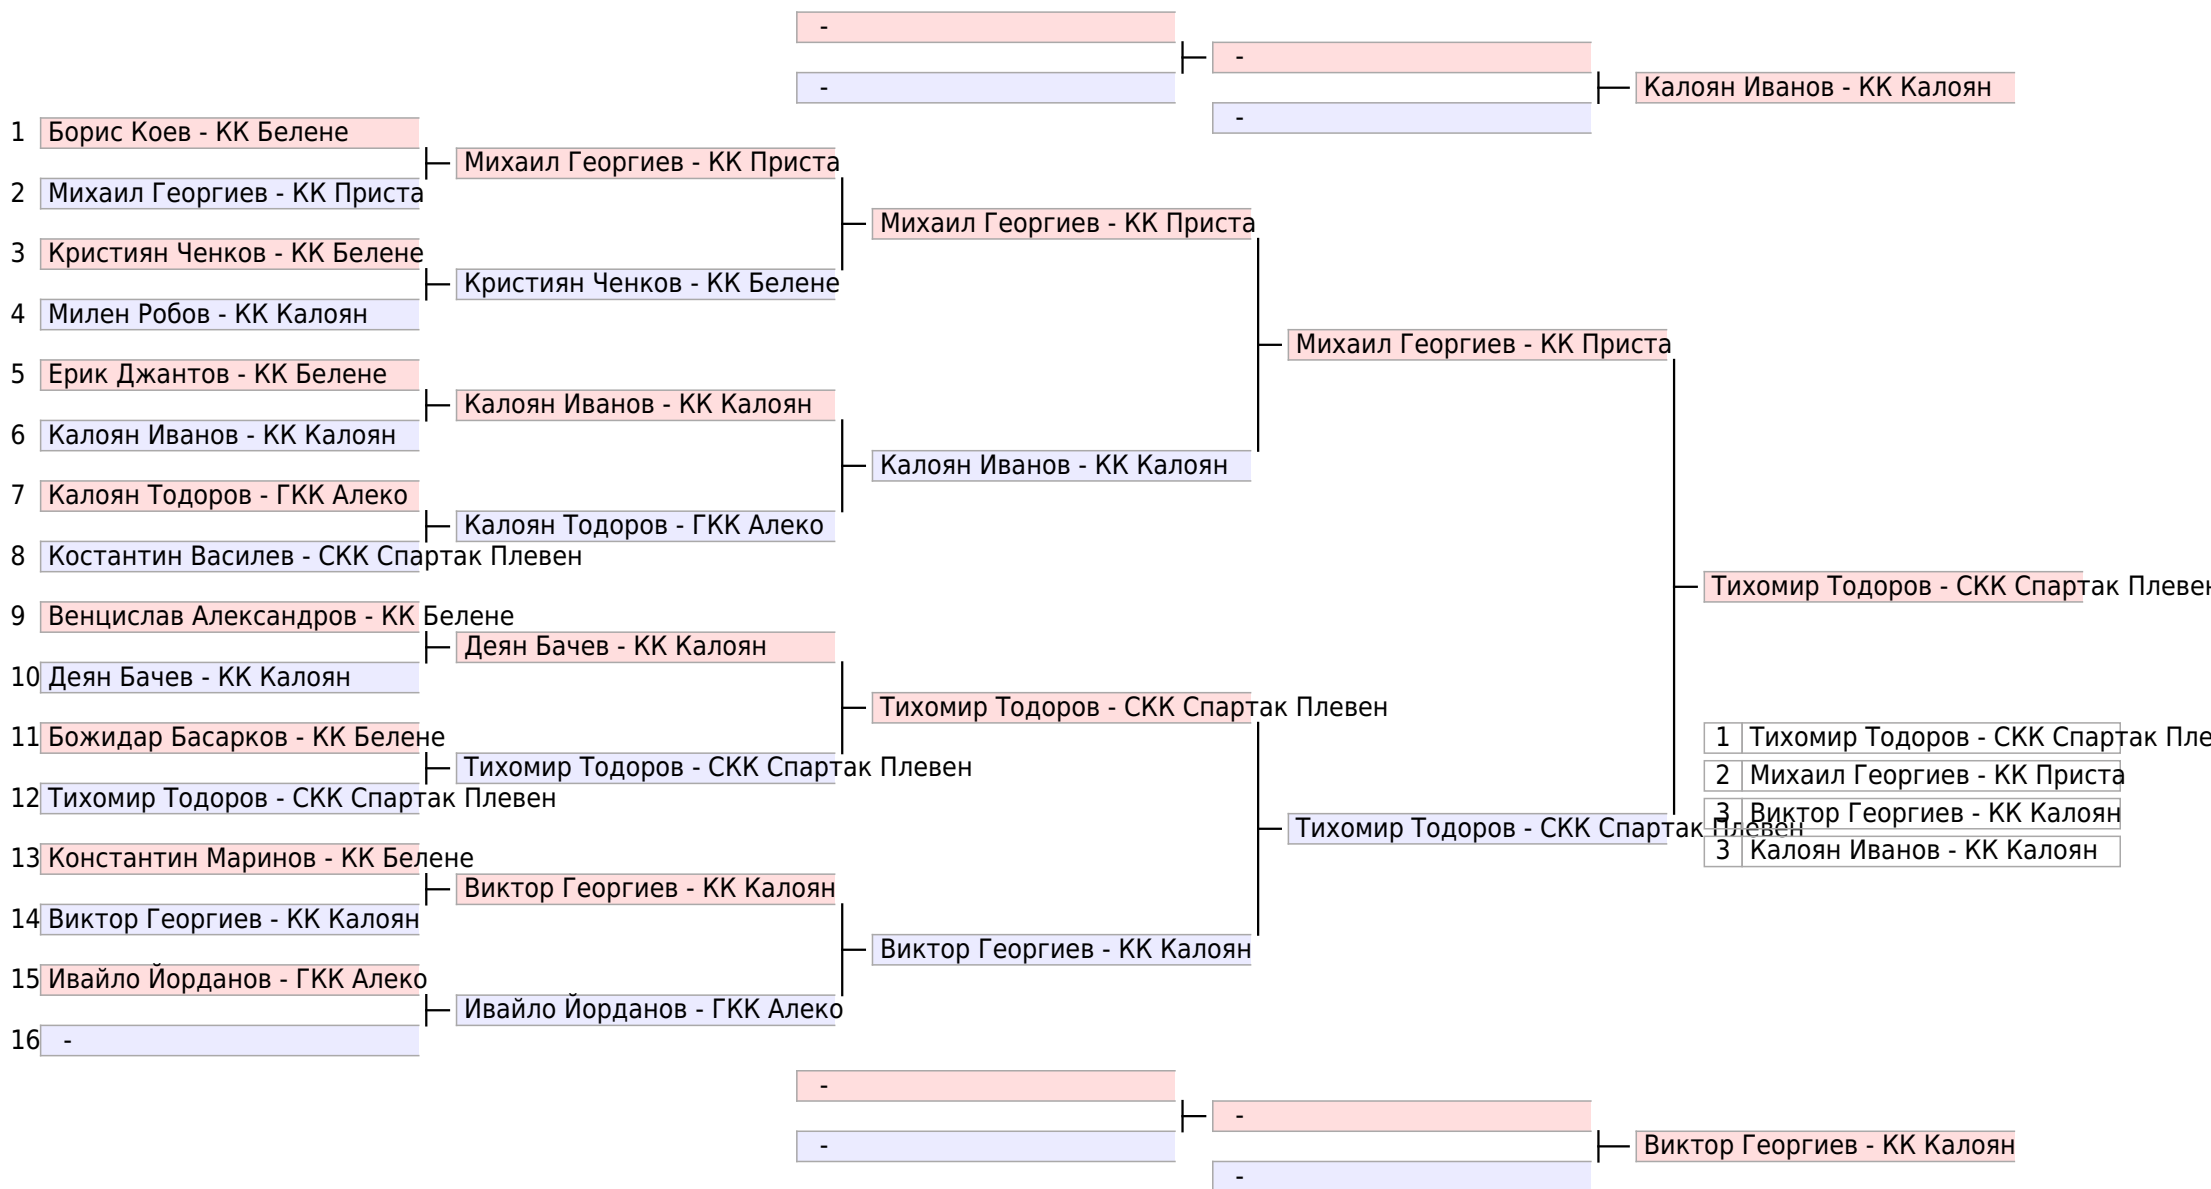 -
-
-
-
Калоян Иванов - КК Калоян
1 Борис Коев - КК Белене
2 Михаил Георгиев - КК Приста
3 Кристиян Ченков - КК Белене
4 Милен Робов - КК Калоян
5 Ерик Джантов - КК Белене
6 Калоян Иванов - КК Калоян
7 Калоян Тодоров - ГКК Алеко
8 Костантин Василев - СКК Спартак Плевен
9 Венцислав Александров - КК Белене
10 Деян Бачев - КК Калоян
11 Божидар Басарков - КК Белене
12 Тихомир Тодоров - СКК Спартак Плевен
13 Константин Маринов - КК Белене
14 Виктор Георгиев - КК Калоян
15 Ивайло Йорданов - ГКК Алеко
16 -
Михаил Георгиев - КК Приста
Кристиян Ченков - КК Белене
Калоян Иванов - КК Калоян
Калоян Тодоров - ГКК Алеко
Деян Бачев - КК Калоян
Тихомир Тодоров - СКК Спартак Плевен
Виктор Георгиев - КК Калоян
Ивайло Йорданов - ГКК Алеко
Михаил Георгиев - КК Приста
Калоян Иванов - КК Калоян
Тихомир Тодоров - СКК Спартак Плевен
Виктор Георгиев - КК Калоян
Михаил Георгиев - КК Приста
Тихомир Тодоров - СКК Спартак Плевен
Тихомир Тодоров - СКК Спартак Плевен
1 Тихомир Тодоров - СКК Спартак Пле
2 Михаил Георгиев - КК Приста
3 Виктор Георгиев - КК Калоян
3 Калоян Иванов - КК Калоян
-
-
-
-
Виктор Георгиев - КК Калоян